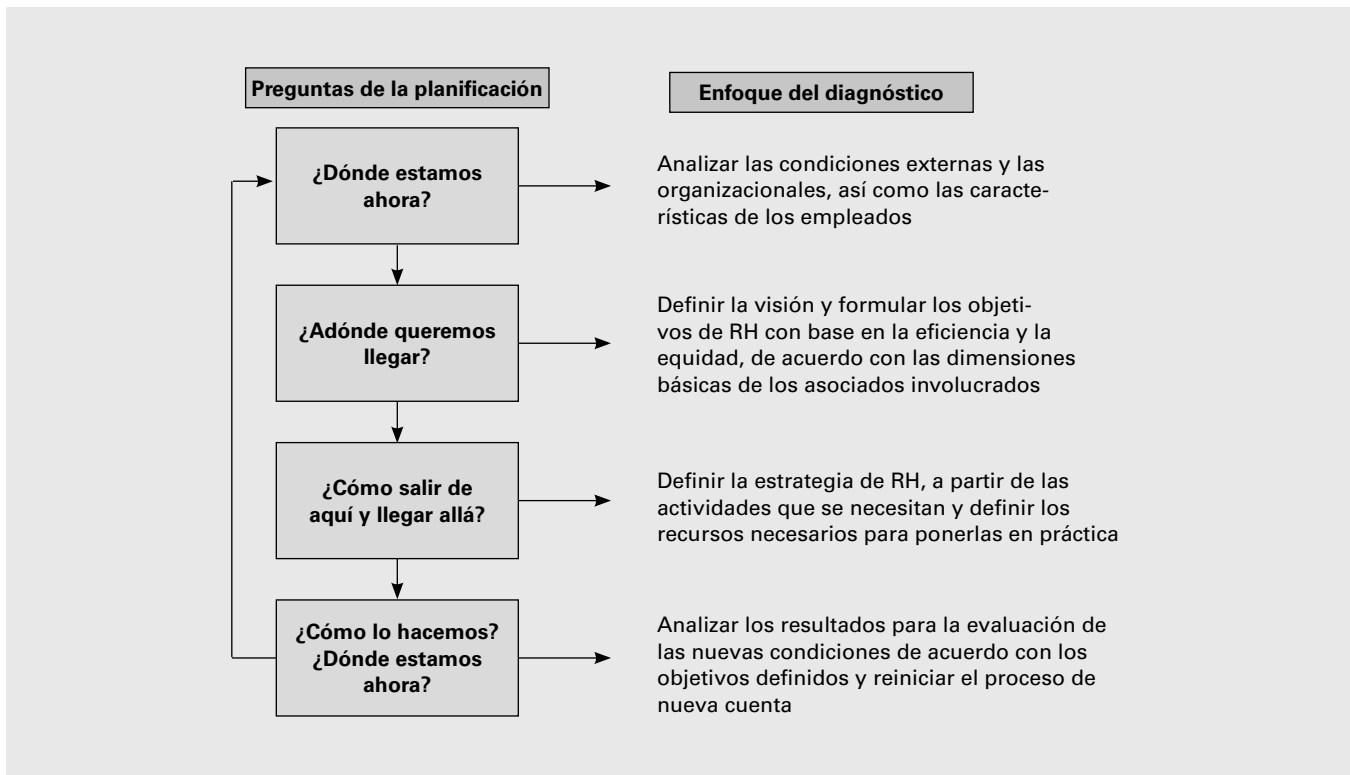 Preguntas de la planificación
Enfoque del diagnóstico
¿Dónde estamos
ahora?
Analizar las condiciones externas y las
organizacionales, así como las caracte-
rísticas de los empleados
¿Adónde queremos
llegar?
Definir la visión y formular los objeti-
vos de RH con base en la eficiencia y la
equidad, de acuerdo con las dimensiones
básicas de los asociados involucrados
¿Cómo salir de
aquí y llegar allá?
Definir la estrategia de RH, a partir de las
actividades que se necesitan y definir los
recursos necesarios para ponerlas en práctica
¿Cómo lo hacemos?
¿Dónde estamos
ahora?
Analizar los resultados para la evaluación de
las nuevas condiciones de acuerdo con los
objetivos definidos y reiniciar el proceso de
nueva cuenta